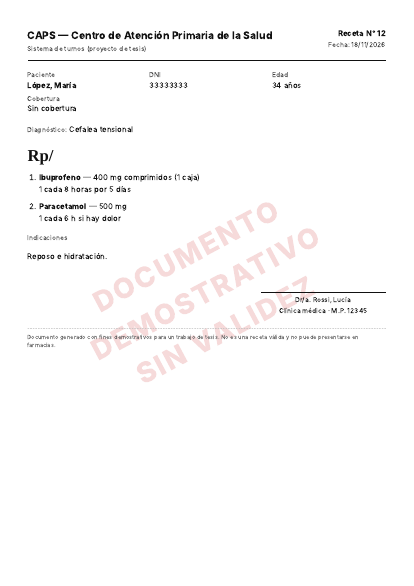 CAPS — Centro de Atención Primaria de la Salud
Sistema de turnos (proyecto de tesis)
Receta N° 12
Fecha: 18/11/2026
Paciente
López, María
DNI
33333333
Edad
34 años
Cobertura
Sin cobertura
Diagnóstico: Cefalea tensional
Rp/
1. Ibuprofeno — 400 mg comprimidos (1 caja)
1 cada 8 horas por 5 días
2. Paracetamol — 500 mg
1 cada 6 h si hay dolor
Indicaciones
Reposo e hidratación.
DOCUMENTO
DEMOSTRATIVO
SIN VALIDEZ
Dr/a. Rossi, Lucía
Clínica médica · M.P. 12345
Documento generado con fines demostrativos para un trabajo de tesis. No es una receta válida y no puede presentarse en
farmacias.